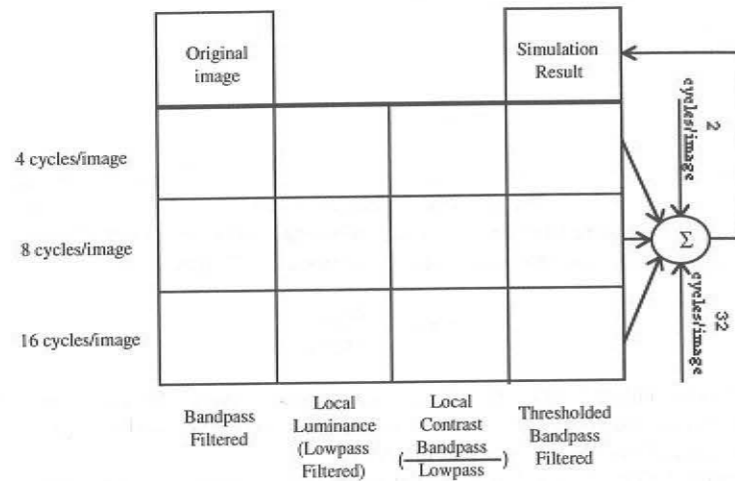 Original
image
Simulation
Result
2
cycles/image
4 cycles/image
8 cycles/image
Σ
16 cycles/image
32
cycles/image
Bandpass
Filtered
Local
Luminance
(Lowpass
Filtered)
Local
Contrast
(Bandpass
Lowpass)
Thresholded
Bandpass
Filtered